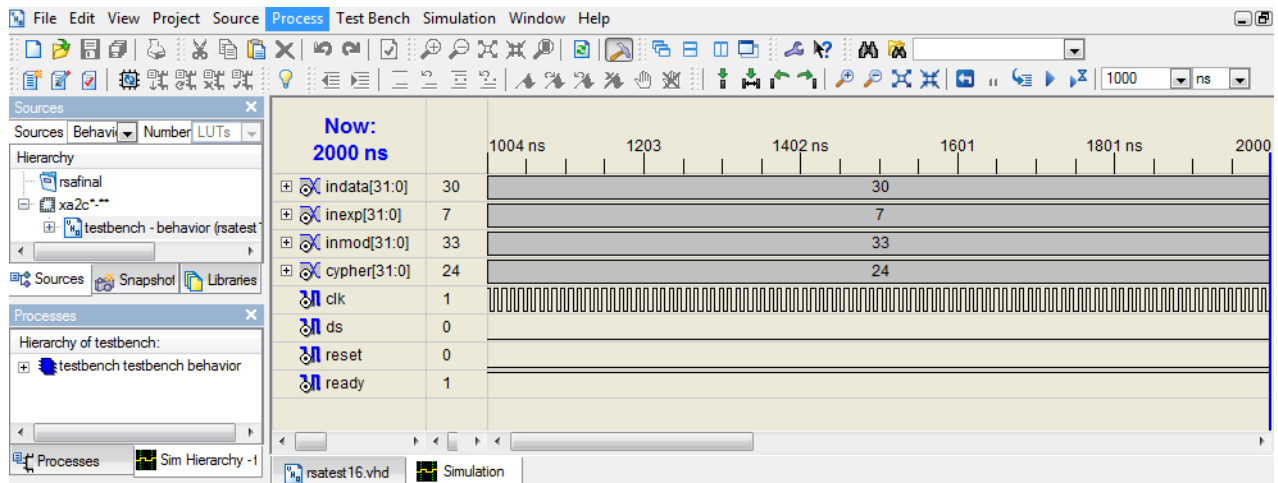 File Edit View Project Source Process Test Bench Simulation Window Help
1000 ns
Sources
Sources Behavi Number LUTs
Hierarchy
rsafinal
xa2c*-**
testbench - behavior (rsatest
Sources Snapshot Libraries
Processes
Hierarchy of testbench:
testbench testbench behavior
Processes Sim Hierarchy -t
Now:
2000 ns
1004 ns 1203 1402 ns 1601 1801 ns 2000
indata[31:0] 30 30
inexp[31:0] 7 7
inmod[31:0] 33 33
cypher[31:0] 24 24
clk 1
ds 0
reset 0
ready 1
rsatest16.vhd Simulation